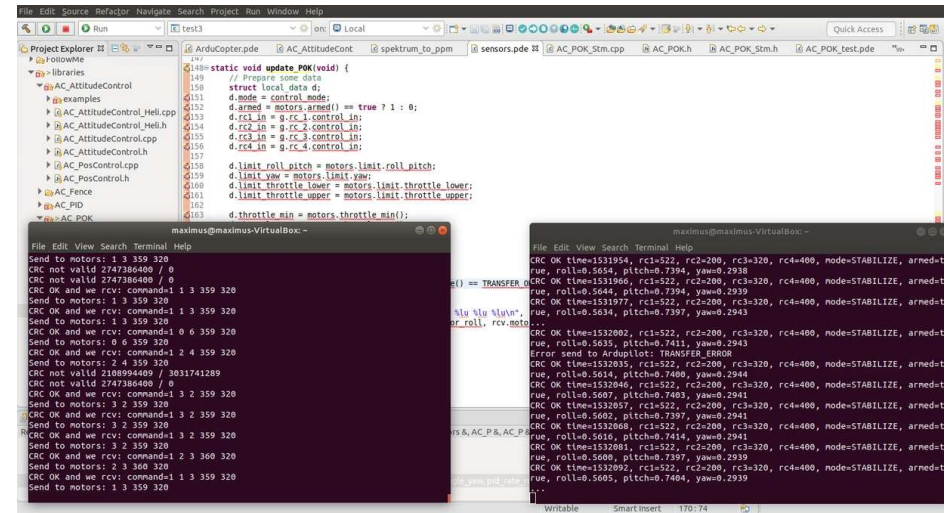 File Edit Source Refactor Navigate Search Project Run Window Help
Run test3 on: Local Quick Access
Project Explorer ArduCopter.pde AC_AttitudeCont spektrum_to_ppm sensors.pde AC_POK_Stm.cpp AC_POK.h AC_POK_Stm.h AC_POK_test.pde
FollowMe
libraries
AC_AttitudeControl
examples
AC_AttitudeControl_Heli.cpp
AC_AttitudeControl_Heli.h
AC_AttitudeControl.cpp
AC_AttitudeControl.h
AC_PosControl.cpp
AC_PosControl.h
AC_Fence
AC_PID
AC_POK
147
148 static void update_POK(void) {
149 // Prepare some data
150 struct local_data d;
151 d.mode = control_mode;
152 d.armed = motors.armed() == true ? 1 : 0;
153 d.rc1_in = g.rc_1.control_in;
154 d.rc2_in = g.rc_2.control_in;
155 d.rc3_in = g.rc_3.control_in;
156 d.rc4_in = g.rc_4.control_in;
157
158 d.limit_roll_pitch = motors.limit.roll_pitch;
159 d.limit_yaw = motors.limit.yaw;
160 d.limit_throttle_lower = motors.limit.throttle_lower;
161 d.limit_throttle_upper = motors.limit.throttle_upper;
162
163 d.throttle_min = motors.throttle_min();
maximus@maximus-VirtualBox: ~
File Edit View Search Terminal Help
Send to motors: 1 3 359 320
CRC not valid 2747386400 / 0
CRC not valid 2747386400 / 0
CRC OK and we rcv: command=1 1 3 359 320
Send to motors: 1 3 359 320
CRC OK and we rcv: command=1 1 3 359 320
Send to motors: 1 3 359 320
CRC OK and we rcv: command=1 0 6 359 320
Send to motors: 0 6 359 320
CRC OK and we rcv: command=1 2 4 359 320
Send to motors: 2 4 359 320
CRC not valid 2108994409 / 3031741289
CRC not valid 2747386400 / 0
CRC OK and we rcv: command=1 3 2 359 320
Send to motors: 3 2 359 320
CRC OK and we rcv: command=1 3 2 359 320
Send to motors: 3 2 359 320
CRC OK and we rcv: command=1 3 2 359 320
Send to motors: 3 2 359 320
CRC OK and we rcv: command=1 2 3 360 320
Send to motors: 2 3 360 320
CRC OK and we rcv: command=1 1 3 359 320
Send to motors: 1 3 359 320
e() == TRANSFER_O
%lu %lu %lu\n",
or_roll, rcv.moto
rs &, AC_P &, AC_P &
maximus@maximus-VirtualBox: ~
File Edit View Search Terminal Help
CRC OK time=1531954, rc1=522, rc2=200, rc3=320, rc4=400, mode=STABILIZE, armed=t
rue, roll=0.5654, pitch=0.7394, yaw=0.2938
CRC OK time=1531966, rc1=522, rc2=200, rc3=320, rc4=400, mode=STABILIZE, armed=t
rue, roll=0.5644, pitch=0.7394, yaw=0.2939
CRC OK time=1531977, rc1=522, rc2=200, rc3=320, rc4=400, mode=STABILIZE, armed=t
rue, roll=0.5634, pitch=0.7397, yaw=0.2943
...
CRC OK time=1532002, rc1=522, rc2=200, rc3=320, rc4=400, mode=STABILIZE, armed=t
rue, roll=0.5635, pitch=0.7411, yaw=0.2943
Error send to Ardupilot: TRANSFER_ERROR
CRC OK time=1532035, rc1=522, rc2=200, rc3=320, rc4=400, mode=STABILIZE, armed=t
rue, roll=0.5614, pitch=0.7400, yaw=0.2944
CRC OK time=1532046, rc1=522, rc2=200, rc3=320, rc4=400, mode=STABILIZE, armed=t
rue, roll=0.5607, pitch=0.7403, yaw=0.2941
CRC OK time=1532057, rc1=522, rc2=200, rc3=320, rc4=400, mode=STABILIZE, armed=t
rue, roll=0.5602, pitch=0.7397, yaw=0.2941
CRC OK time=1532068, rc1=522, rc2=200, rc3=320, rc4=400, mode=STABILIZE, armed=t
rue, roll=0.5616, pitch=0.7414, yaw=0.2941
CRC OK time=1532081, rc1=522, rc2=200, rc3=320, rc4=400, mode=STABILIZE, armed=t
rue, roll=0.5600, pitch=0.7397, yaw=0.2939
CRC OK time=1532092, rc1=522, rc2=200, rc3=320, rc4=400, mode=STABILIZE, armed=t
rue, roll=0.5605, pitch=0.7404, yaw=0.2939
...
Writable Smart Insert 170 : 74